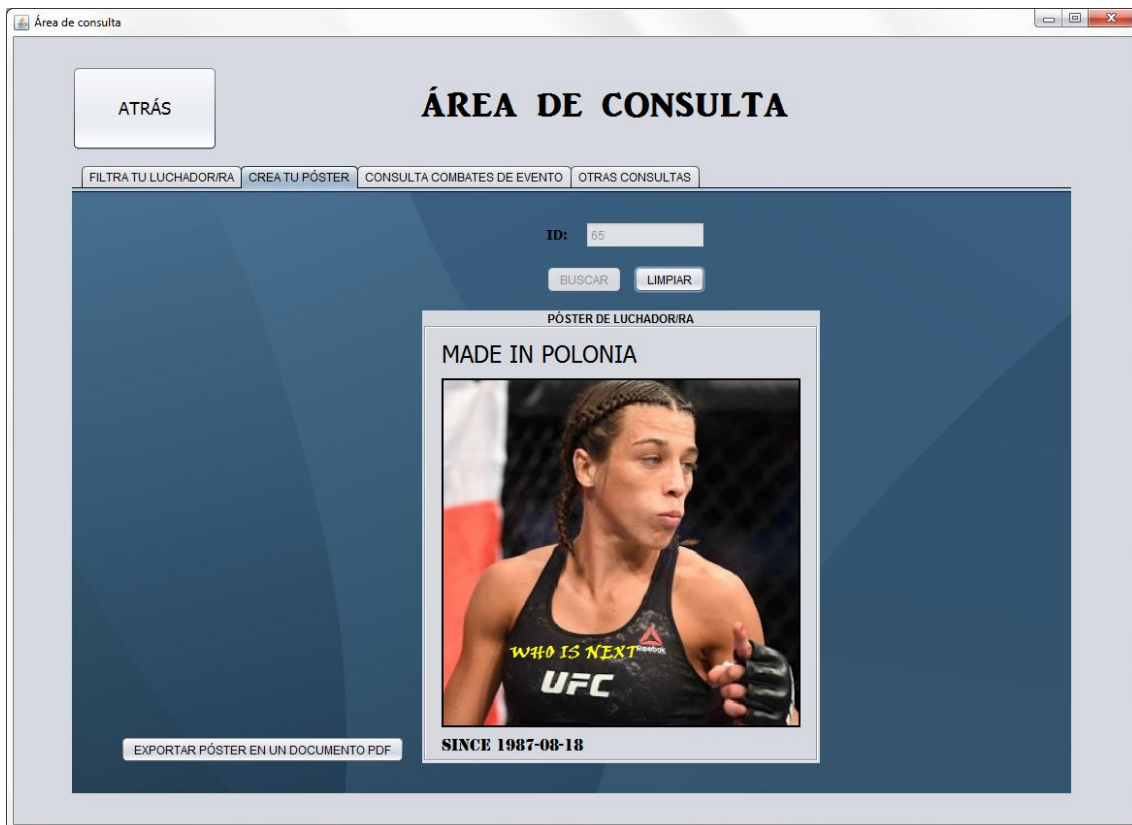 Área de consulta
ATRÁS
ÁREA DE CONSULTA
FILTRA TU LUCHADOR/RA CREA TU PÓSTER CONSULTA COMBATES DE EVENTO OTRAS CONSULTAS
ID: 65
BUSCAR LIMPIAR
PÓSTER DE LUCHADOR/RA
MADE IN POLONIA
WHO IS NEXT
Reebok
UFC
SINCE 1987-08-18
EXPORTAR PÓSTER EN UN DOCUMENTO PDF